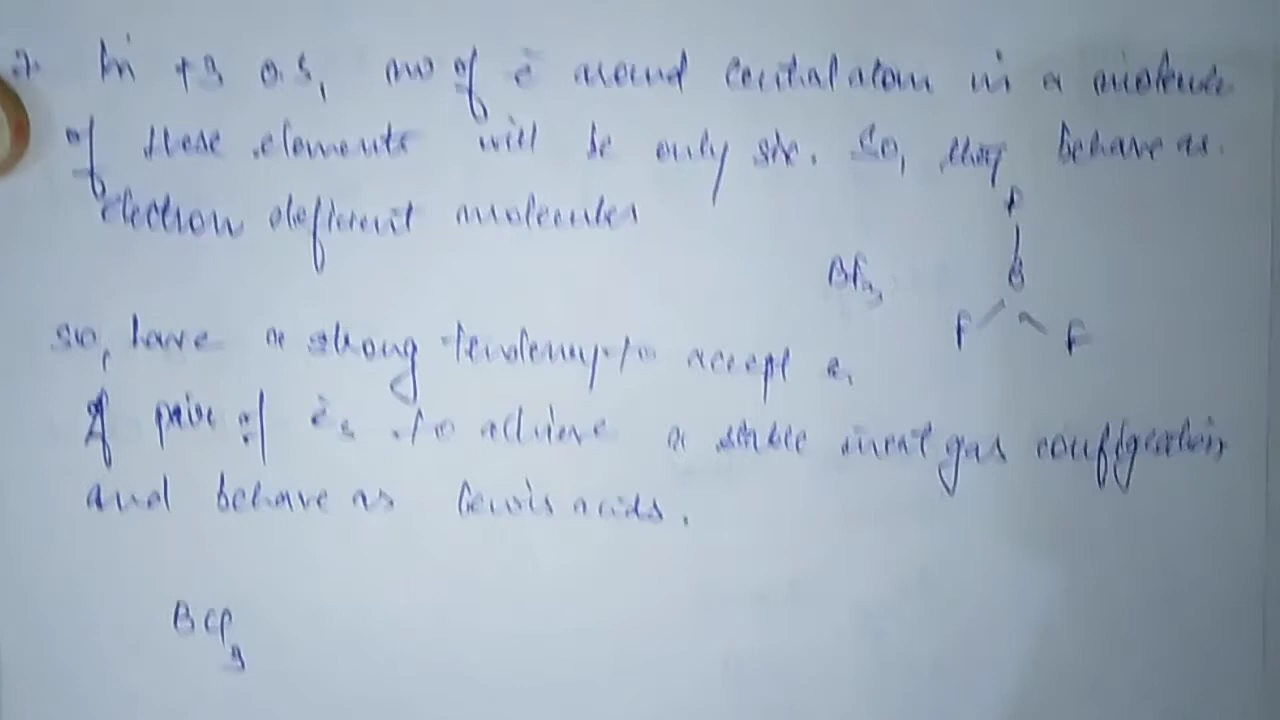 In +3 O.S, no of e⁻ around central atom in a molecule
of these elements will be only six. So, they behave as
electron deficient molecules
BF₃
F
B
F F
so, have a strong tendency to accept a
pair of e⁻s to achieve a stable inert gas configuration
and behave as lewis acids.
BCl₃